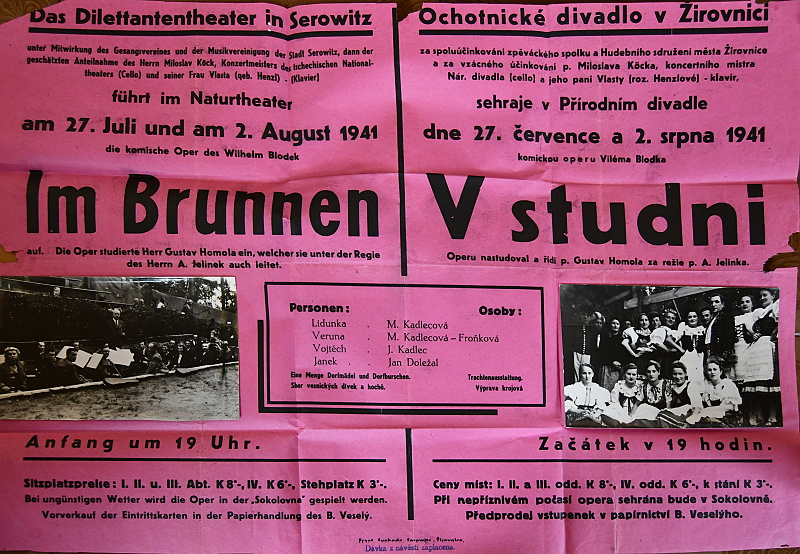 Das Dilettantentheater in Serowitz
unter Mitwirkung des Gesangvereines und der Musikvereinigung der Stadt Serowitz, dann der
geschätzten Anteilnahme des Herrn Miloslav Köck, Konzertmeisters des tschechischen National-
theaters (Cello) und seiner Frau Vlasta (geb. Henzl) - (Klavier)
führt im Naturtheater
am 27. Juli und am 2. August 1941
die komische Oper des Wilhelm Blodek
Im Brunnen
auf. Die Oper studierte Herr Gustav Homola ein, welcher sie unter der Regie
des Herrn A. Jelinek auch leitet.
Ochotnické divadlo v Žirovnici
za spoluúčinkování zpěváckého spolku a Hudebního sdružení města Žirovnice
a za vzácného účinkování p. Miloslava Köcka, koncertního mistra
Nár. divadla (cello) a jeho paní Vlasty (roz. Henzlové) - klavír,
sehraje v Přírodním divadle
dne 27. července a 2. srpna 1941
komickou operu Viléma Blodka
V studni
Operu nastudoval a řídí p. Gustav Homola za režie p. A. Jelinka.
Personen: Osoby:
Lidunka . M. Kadlecová
Veruna . M. Kadlecová - Froňková
Vojtěch . J. Kadlec
Janek . Jan Doležal
Eine Menge Dorfmädel und Dorfburschen. Trachtenausstattung.
Sbor vesnických dívek a hochů. Výprava krojová
Anfang um 19 Uhr.
Sitzplatzpreise: I. II. u. III. Abt. K 8·-, IV. K 6·-, Stehplatz K 3·-.
Bei ungünstigen Wetter wird die Oper in der „Sokolovna" gespielt werden.
Vorverkauf der Eintrittskarten in der Papierhandlung des B. Veselý.
Začátek v 19 hodin.
Ceny míst: I. II. a III. odd. K 8·-, IV. odd. K 6·-, k stání K 3·-.
Při nepříznivém počasí opera sehrána bude v Sokolovně.
Předprodej vstupenek v papírnictví B. Veselýho.
Frant. Svoboda, Serowitz, Žirovnice.
Dávka z návěstí zaplacena.